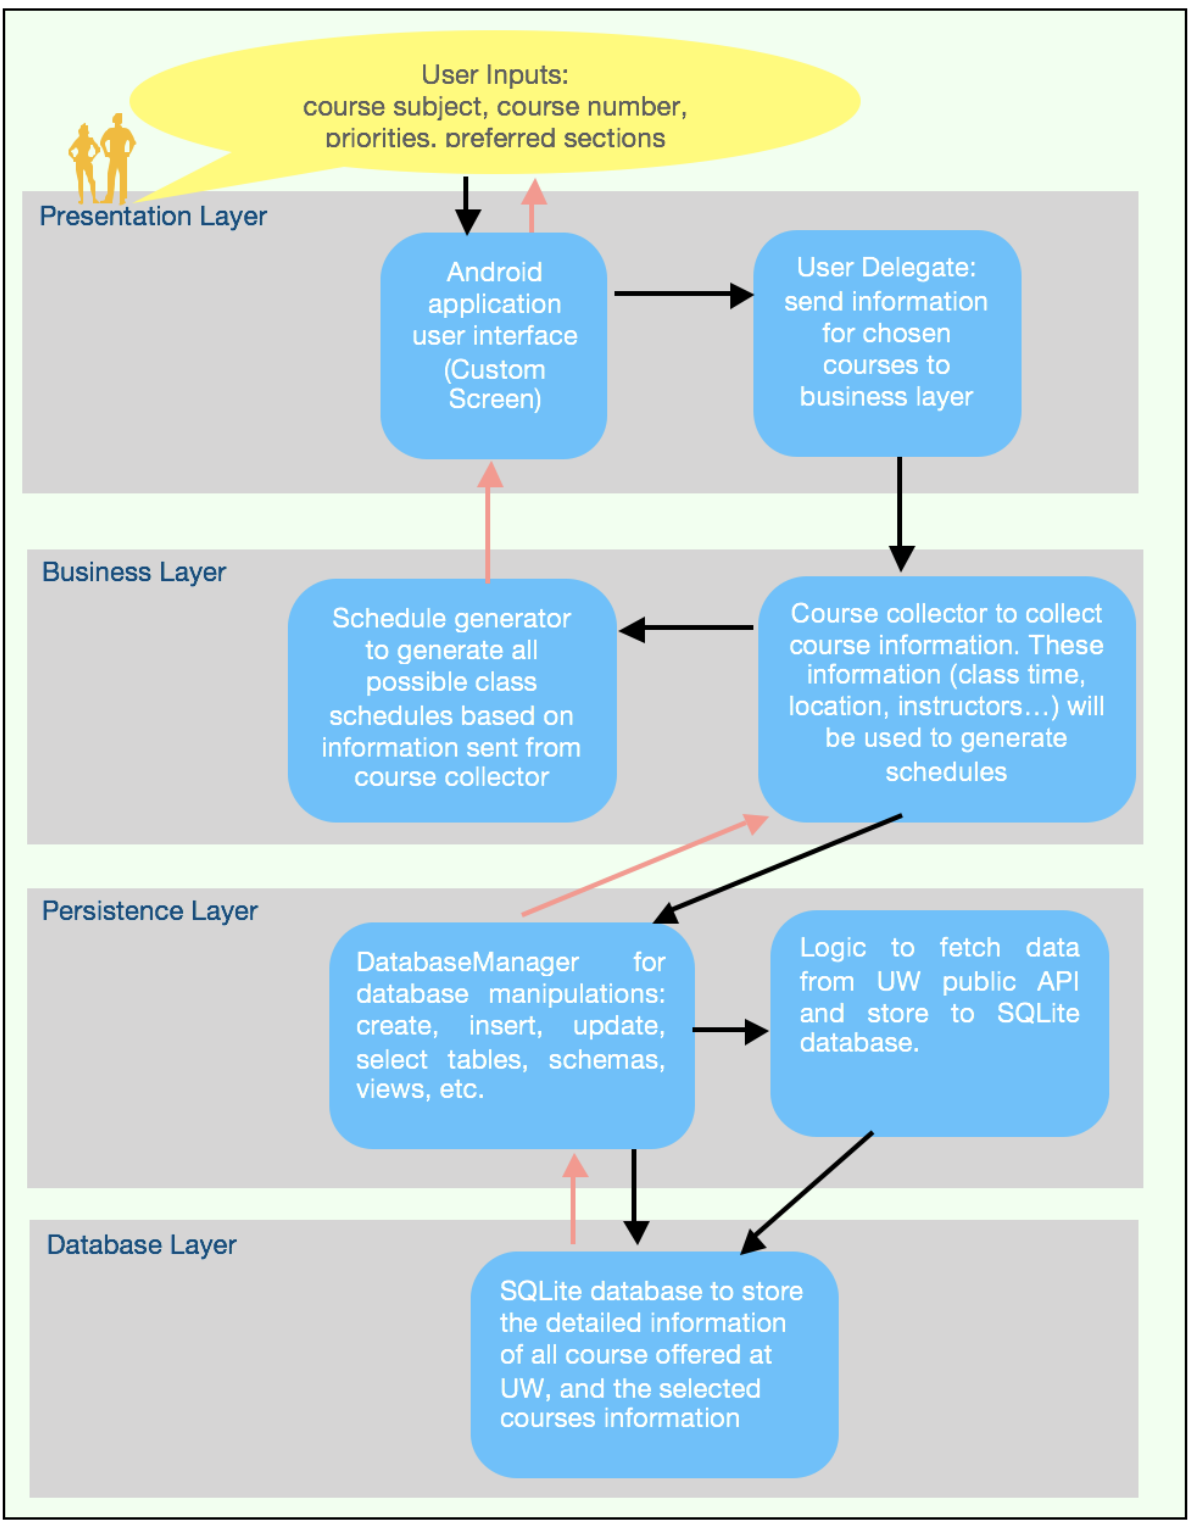 User Inputs:
course subject, course number,
priorities, preferred sections
Presentation Layer
Android
application
user interface
(Custom
Screen)
User Delegate:
send information
for chosen
courses to
business layer
Business Layer
Schedule generator
to generate all
possible class
schedules based on
information sent from
course collector
Course collector to collect
course information. These
information (class time,
location, instructors…) will
be used to generate
schedules
Persistence Layer
DatabaseManager for
database manipulations:
create, insert, update,
select tables, schemas,
views, etc.
Logic to fetch data
from UW public API
and store to SQLite
database.
Database Layer
SQLite database to store
the detailed information
of all course offered at
UW, and the selected
courses information